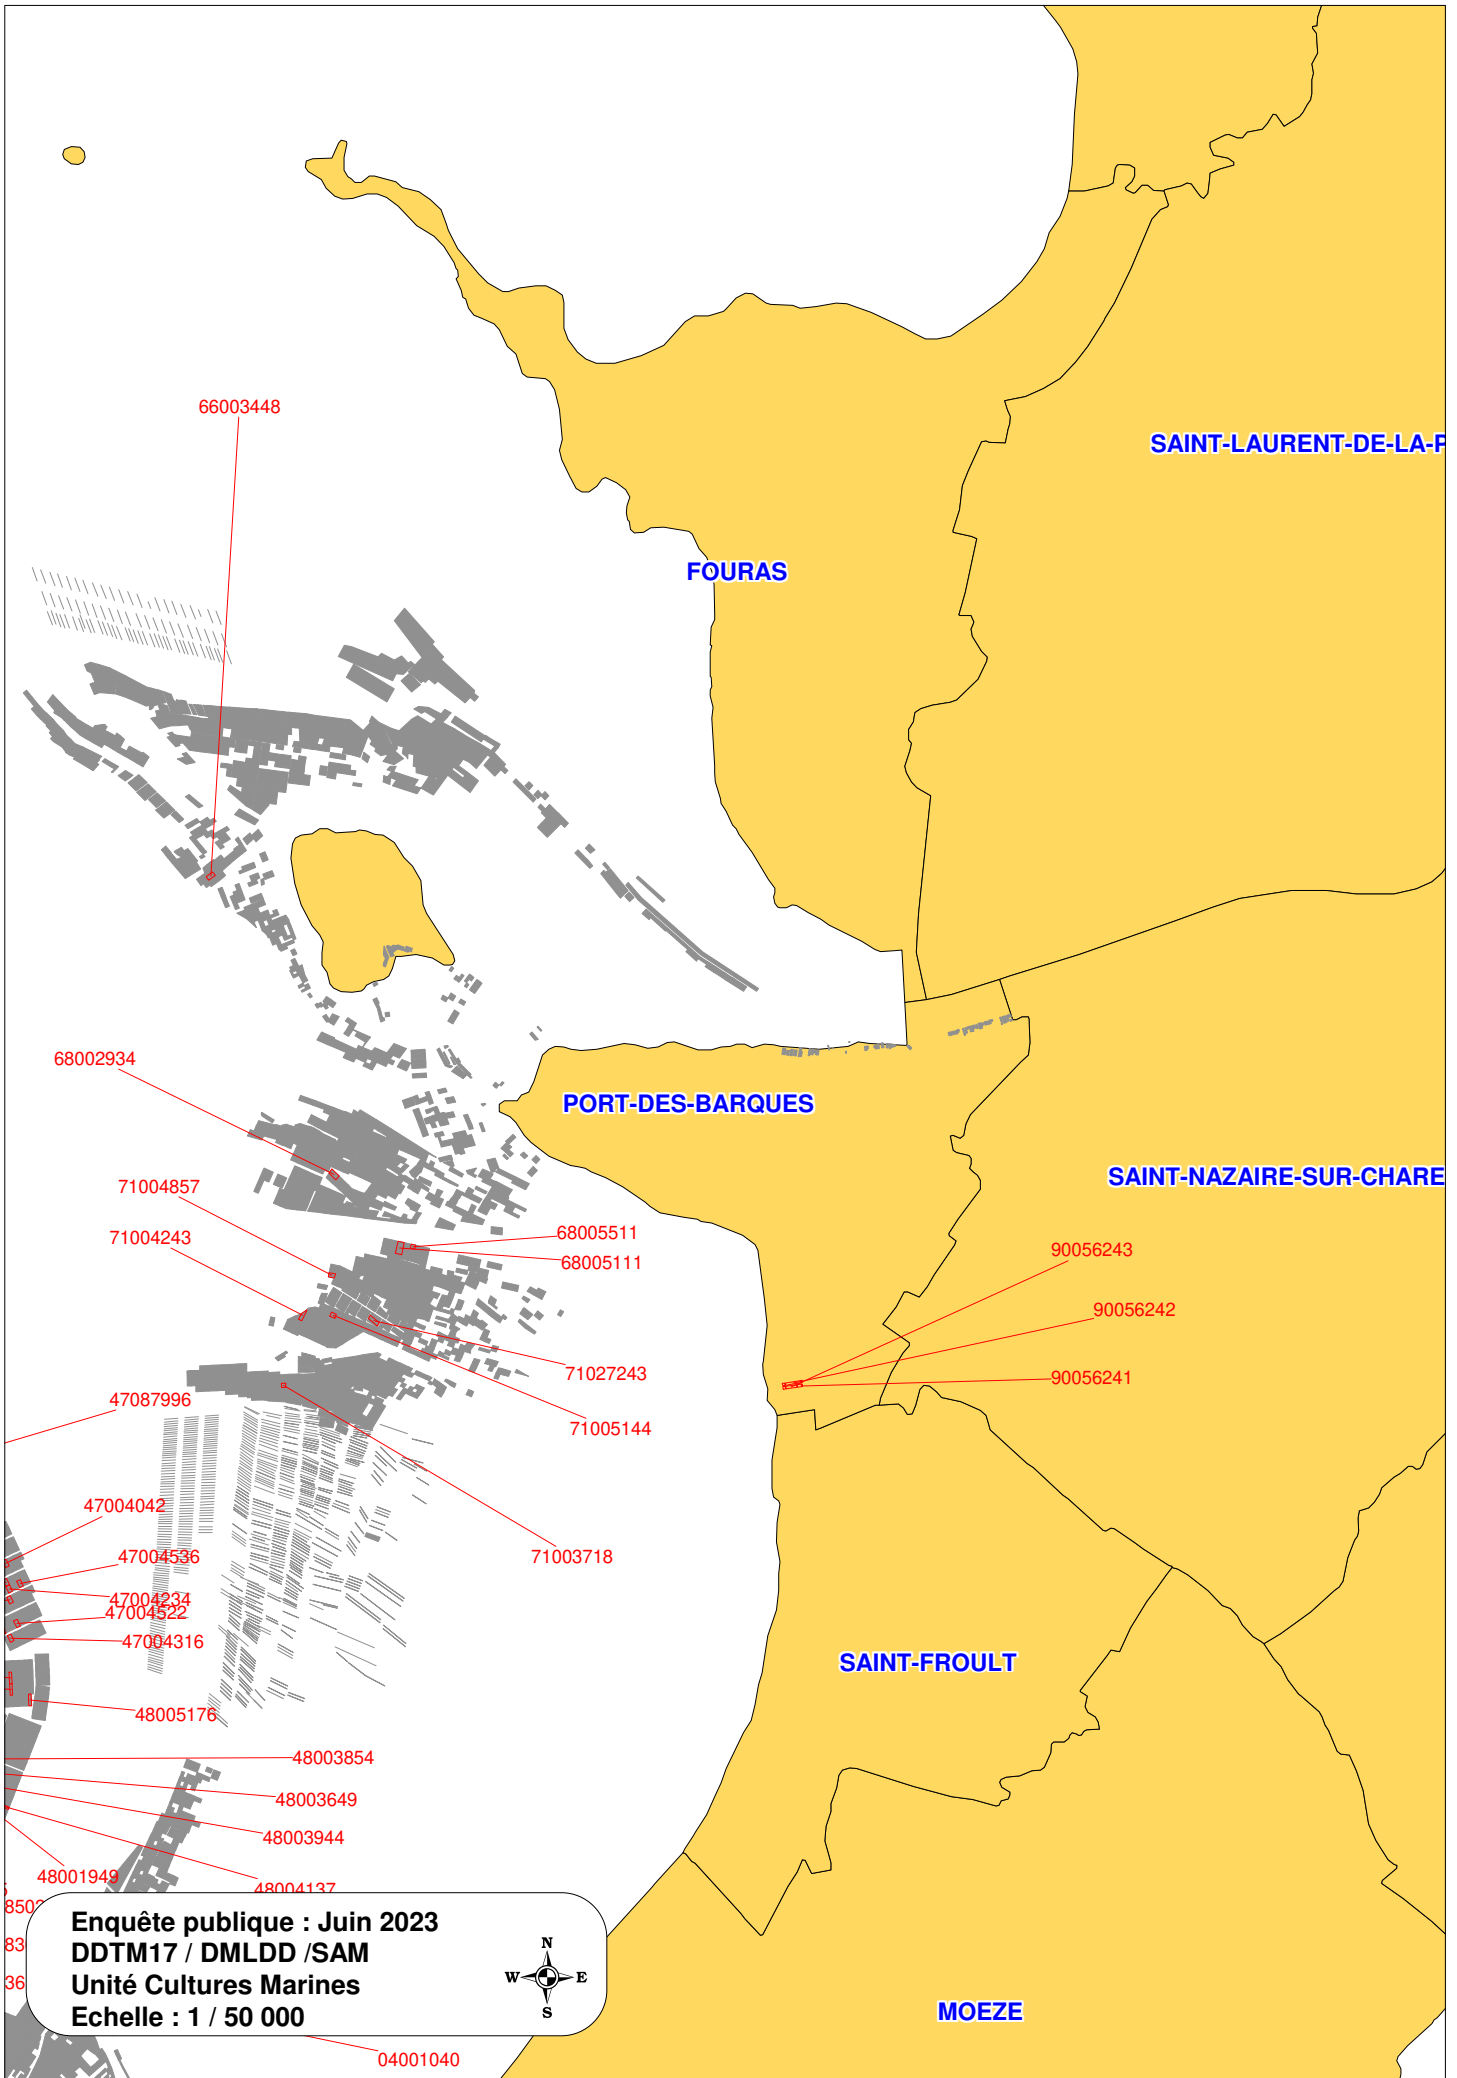 66003448
SAINT-LAURENT-DE-LA-P
FOURAS
68002934
PORT-DES-BARQUES
SAINT-NAZAIRE-SUR-CHARE
71004857
71004243
68005511
68005111
90056243
90056242
90056241
71027243
47087996
71005144
47004042
47004536
71003718
47004234
47004522
47004316
SAINT-FROULT
48005176
48003854
48003649
48003944
48001949
48004137
Enquête publique : Juin 2023
DDTM17 / DMLDD /SAM
Unité Cultures Marines
Echelle : 1 / 50 000
N
W E
S
MOEZE
04001040